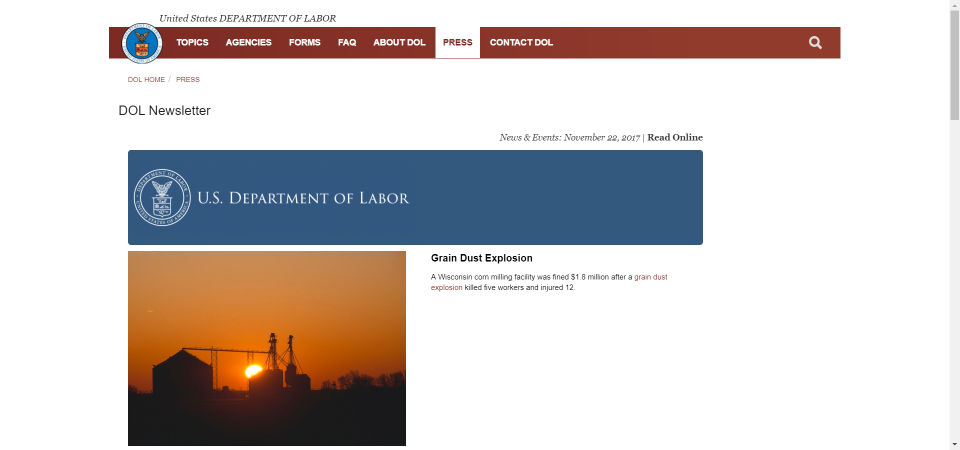 United States DEPARTMENT OF LABOR
TOPICS AGENCIES FORMS FAQ ABOUT DOL PRESS CONTACT DOL
DOL HOME / PRESS
DOL Newsletter
News & Events: November 22, 2017 | Read Online
U.S. DEPARTMENT OF LABOR
Grain Dust Explosion
A Wisconsin corn milling facility was fined $1.8 million after a grain dust
explosion killed five workers and injured 12.